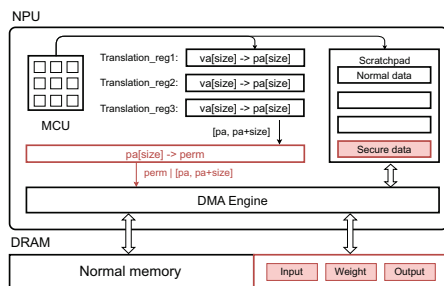 NPU
Scratchpad
Translation_reg1: va[size] -> pa[size]
Normal data
Translation_reg2: va[size] -> pa[size]
Translation_reg3: va[size] -> pa[size]
MCU
[pa, pa+size]
pa[size] -> perm
Secure data
perm | [pa, pa+size]
DMA Engine
DRAM
Normal memory
Input Weight Output